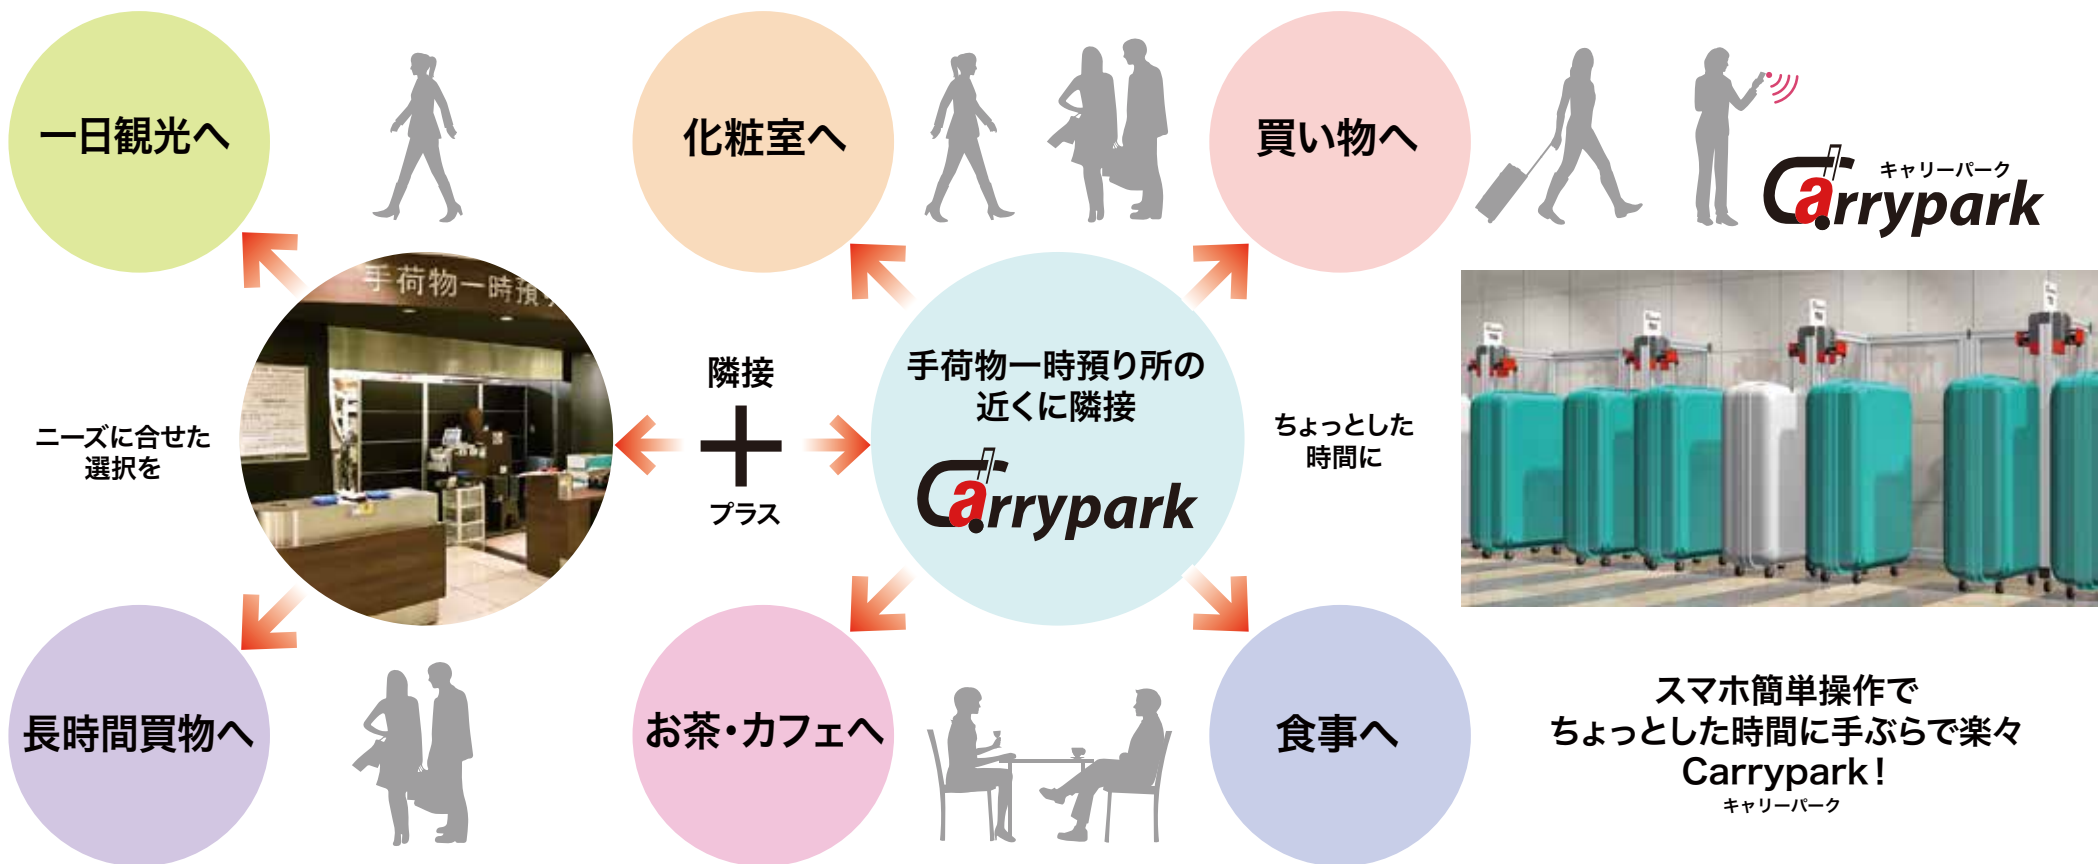 一日観光へ
化粧室へ
買い物へ
キャリーパーク
Carrypark
手荷物一時預
ニーズに合せた
選択を
隣接
プラス
手荷物一時預り所の
近くに隣接
Carrypark
ちょっとした
時間に
長時間買物へ
お茶・カフェへ
食事へ
スマホ簡単操作で
ちょっとした時間に手ぶらで楽々
Carrypark!
キャリーパーク